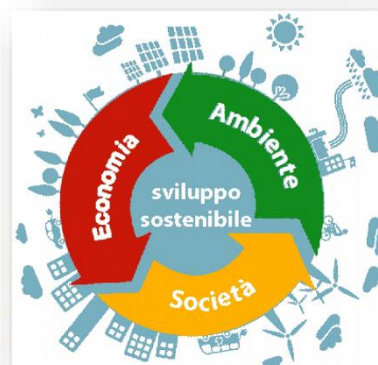 Ambiente
Economia
sviluppo
sostenibile
Società